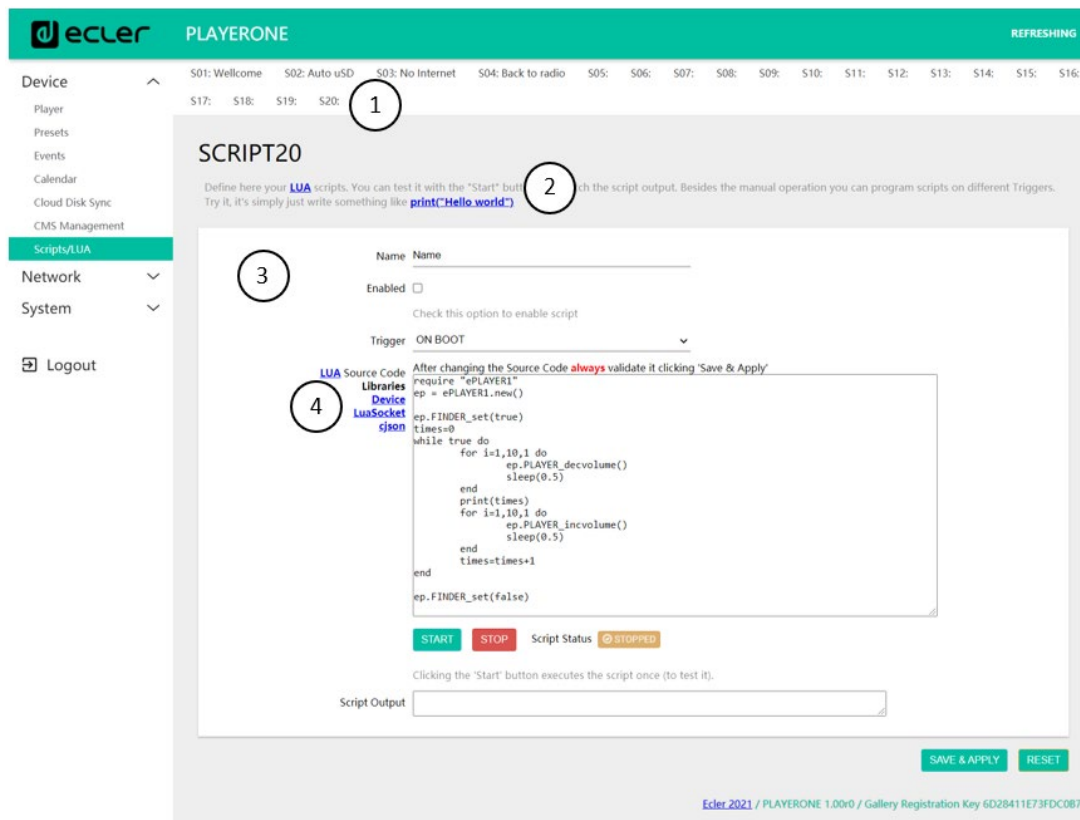 ecler
PLAYERONE
REFRESHING
Device
Player
Presets
Events
Calendar
Cloud Disk Sync
CMS Management
Scripts/LUA
Network
System
Logout
S01: Wellcome S02: Auto uSD S03: No Internet S04: Back to radio S05: S06: S07: S08: S09: S10: S11: S12: S13: S14: S15: S16:
S17: S18: S19: S20:
1
SCRIPT20
Define here your LUA scripts. You can test it with the "Start" the script output. Besides the manual operation you can program scripts on different Triggers.
2
Try it, it's simply just write something like print("Hello world")
3
Name Name
Enabled
Check this option to enable script
Trigger ON BOOT
LUA Source Code
Libraries
Device
LuaSocket
cjson
4
After changing the Source Code always validate it clicking 'Save & Apply'
require "ePLAYER1"
ep = ePLAYER1.new()
ep.FINDER_set(true)
times=0
while true do
for i=1,10,1 do
ep.PLAYER_decvolume()
sleep(0.5)
end
print(times)
for i=1,10,1 do
ep.PLAYER_incvolume()
sleep(0.5)
end
times=times+1
end
ep.FINDER_set(false)
START STOP Script Status STOPPED
Clicking the 'Start' button executes the script once (to test it).
Script Output
SAVE & APPLY RESET
Ecler 2021 / PLAYERONE 1.00r0 / Gallery Registration Key 6D28411E73FDC0B7